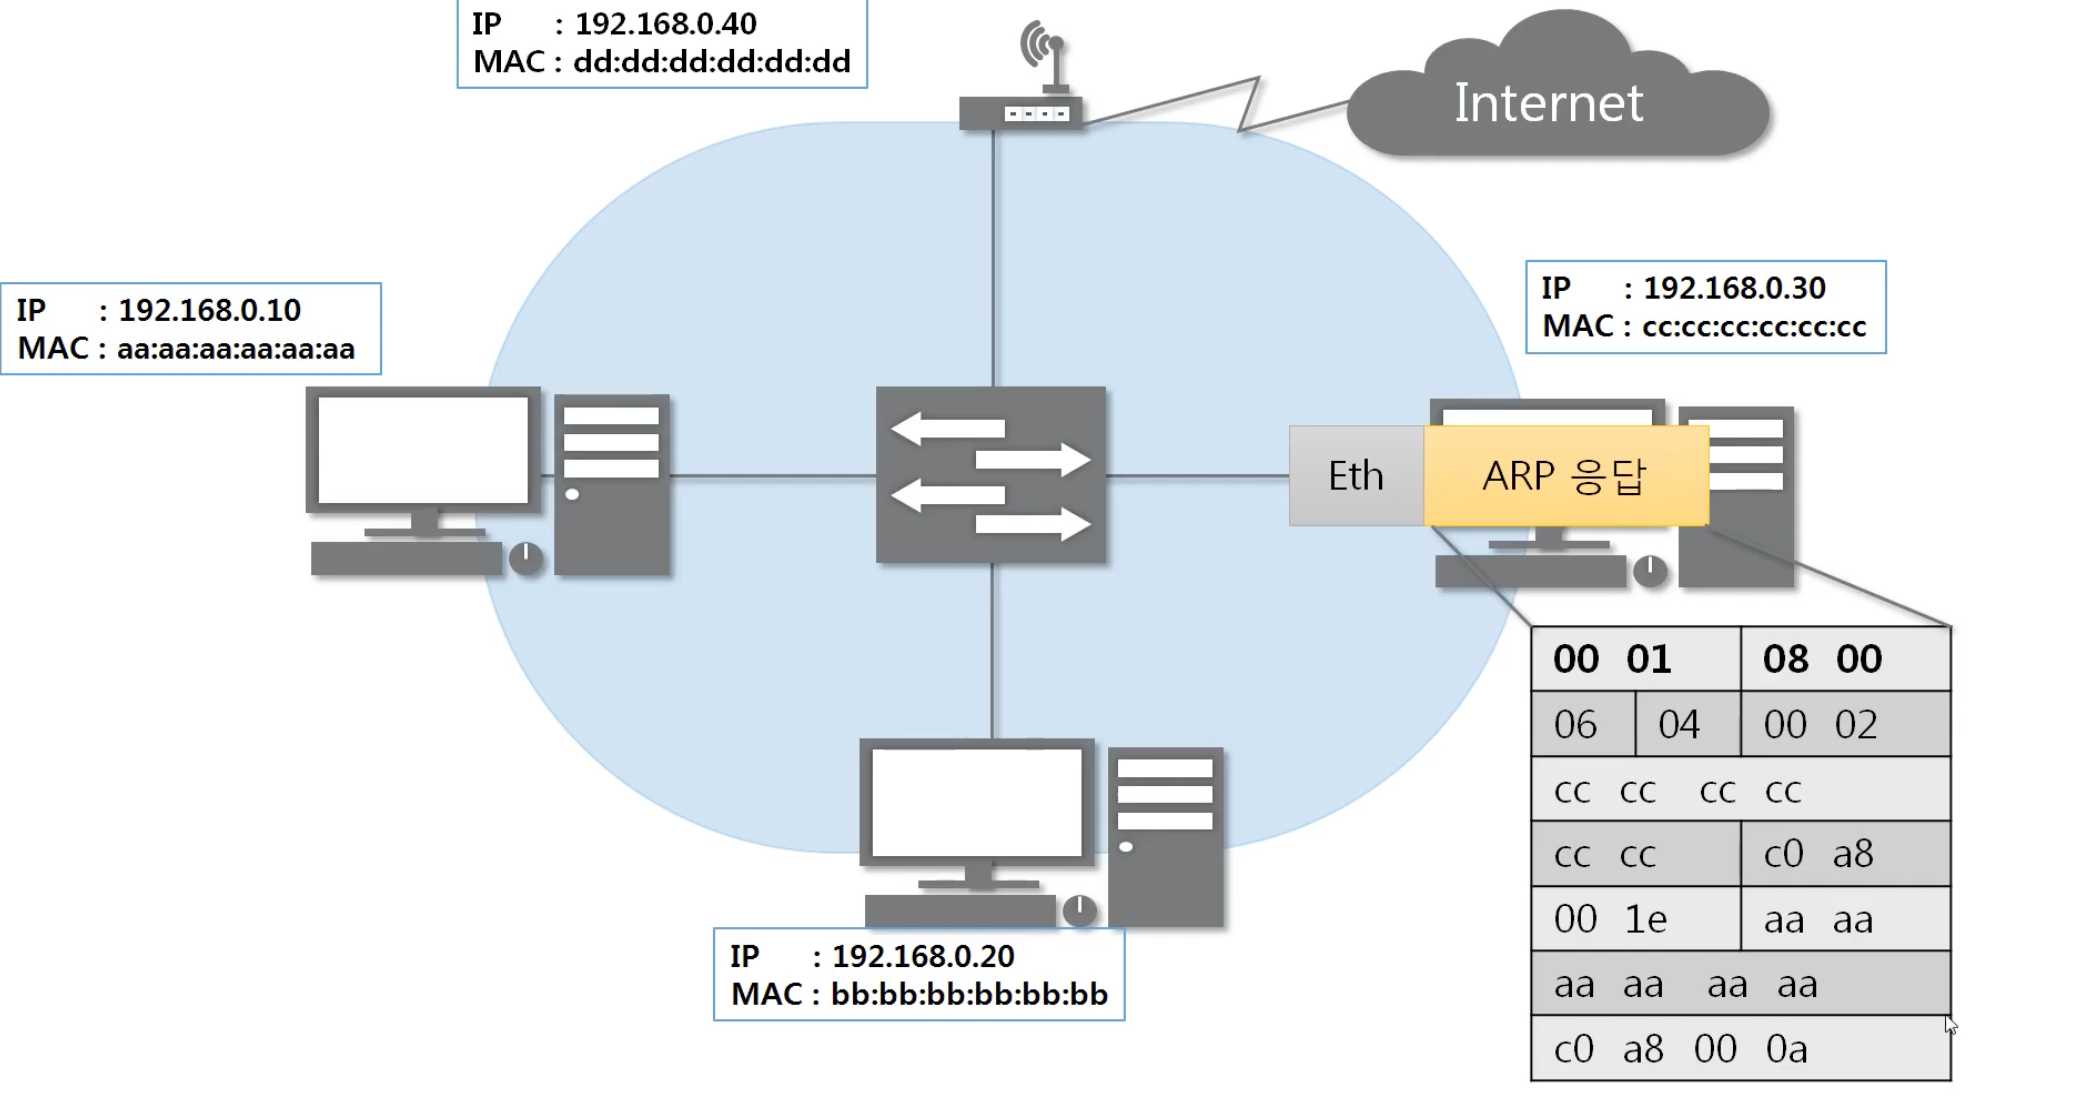 IP : 192.168.0.40
MAC : dd:dd:dd:dd:dd:dd
Internet
IP : 192.168.0.10
MAC : aa:aa:aa:aa:aa:aa
IP : 192.168.0.30
MAC : cc:cc:cc:cc:cc:cc
Eth
ARP 응답
IP : 192.168.0.20
MAC : bb:bb:bb:bb:bb:bb
00 01 08 00
06 04 00 02
cc cc cc cc
cc cc c0 a8
00 1e aa aa
aa aa aa aa
c0 a8 00 0a